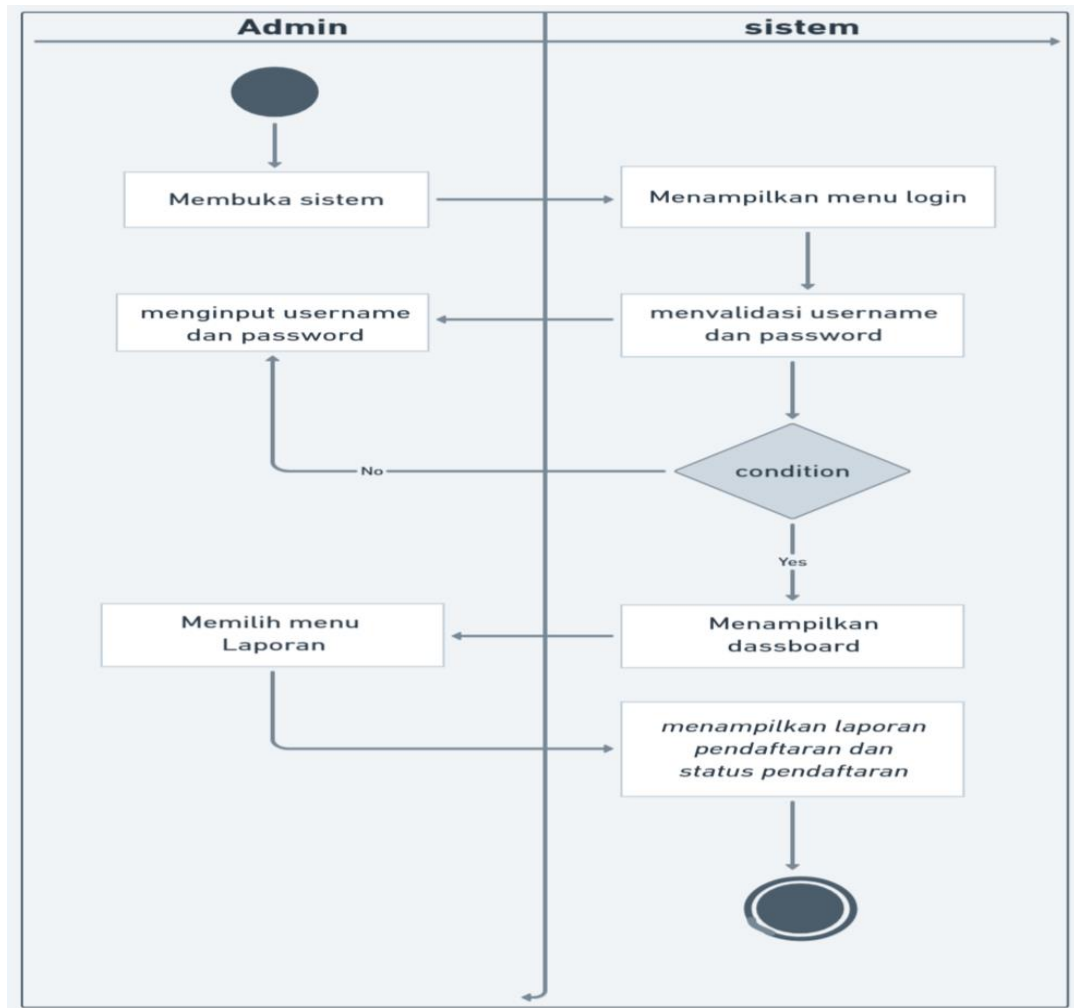 Admin
sistem
Membuka sistem
Menampilkan menu login
menginput username
dan password
menvalidasi username
dan password
condition
No
Yes
Memilih menu
Laporan
Menampilkan
dassboard
menampilkan laporan
pendaftaran dan
status pendaftaran